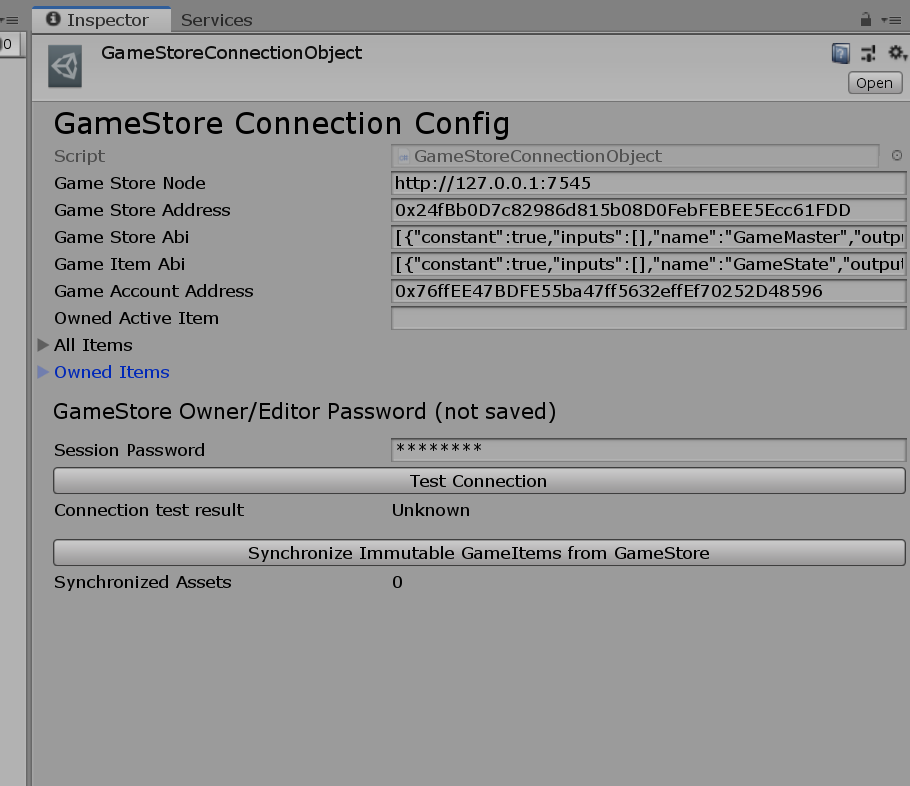 Inspector Services
0
GameStoreConnectionObject
Open
GameStore Connection Config
Script GameStoreConnectionObject
Game Store Node http://127.0.0.1:7545
Game Store Address 0x24fBb0D7c82986d815b08D0FebFEBEE5Ecc61FDD
Game Store Abi [{"constant":true,"inputs":[],"name":"GameMaster","outpu
Game Item Abi [{"constant":true,"inputs":[],"name":"GameState","output
Game Account Address 0x76ffEE47BDFE55ba47ff5632effEf70252D48596
Owned Active Item
All Items
Owned Items
GameStore Owner/Editor Password (not saved)
Session Password ********
Test Connection
Connection test result Unknown
Synchronize Immutable GameItems from GameStore
Synchronized Assets 0